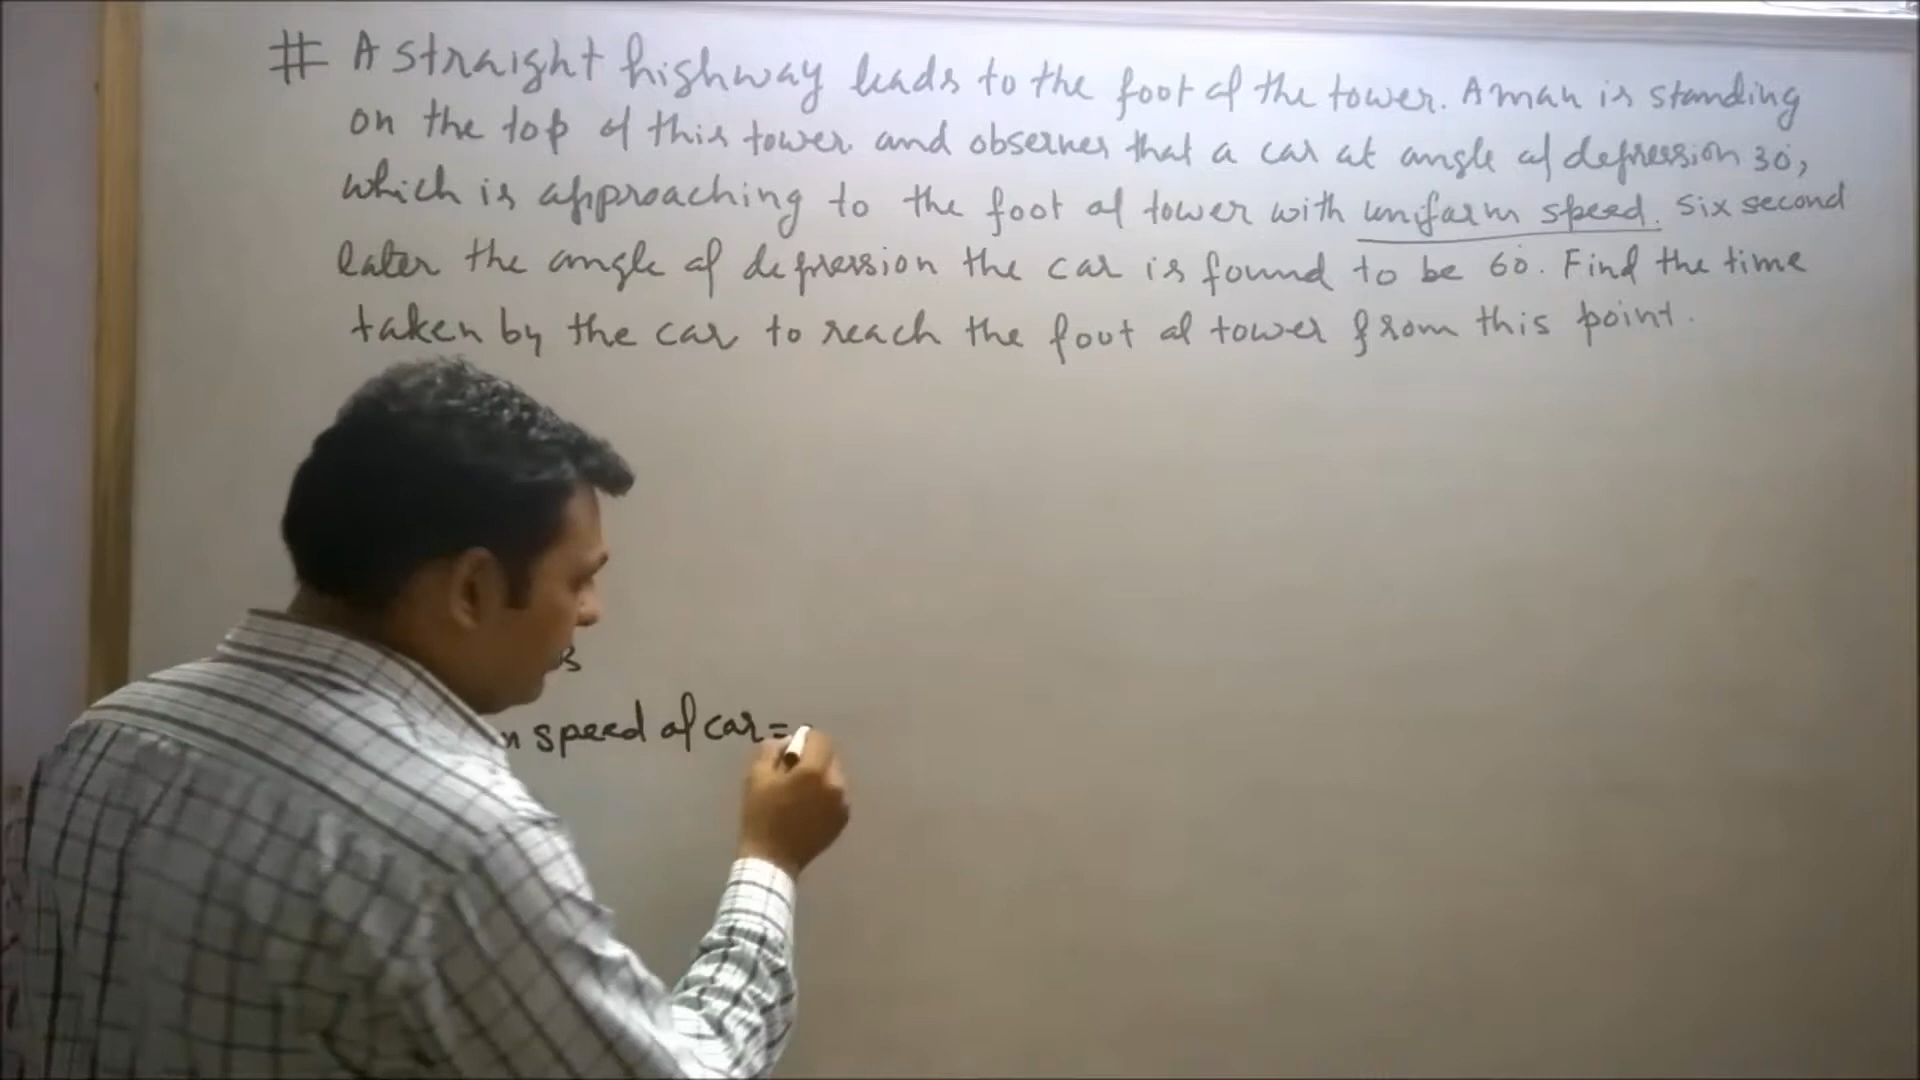 # A straight highway leads to the foot of the tower. A man is standing
on the top of this tower and observes that a car at angle of depression 30°,
which is approaching to the foot of tower with uniform speed. six second
later the angle of depression the car is found to be 60°. Find the time
taken by the car to reach the foot of tower from this point.
speed of car =